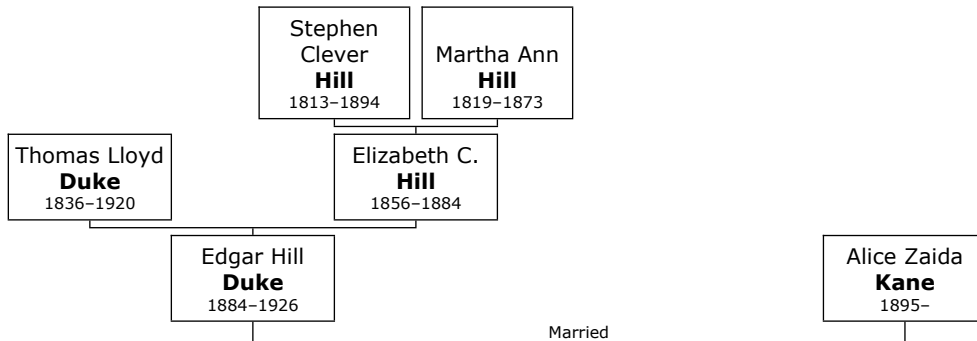 Stephen
Clever
Hill
1813–1894
Martha Ann
Hill
1819–1873
Thomas Lloyd
Duke
1836–1920
Elizabeth C.
Hill
1856–1884
Edgar Hill
Duke
1884–1926
Alice Zaida
Kane
1895–
Married